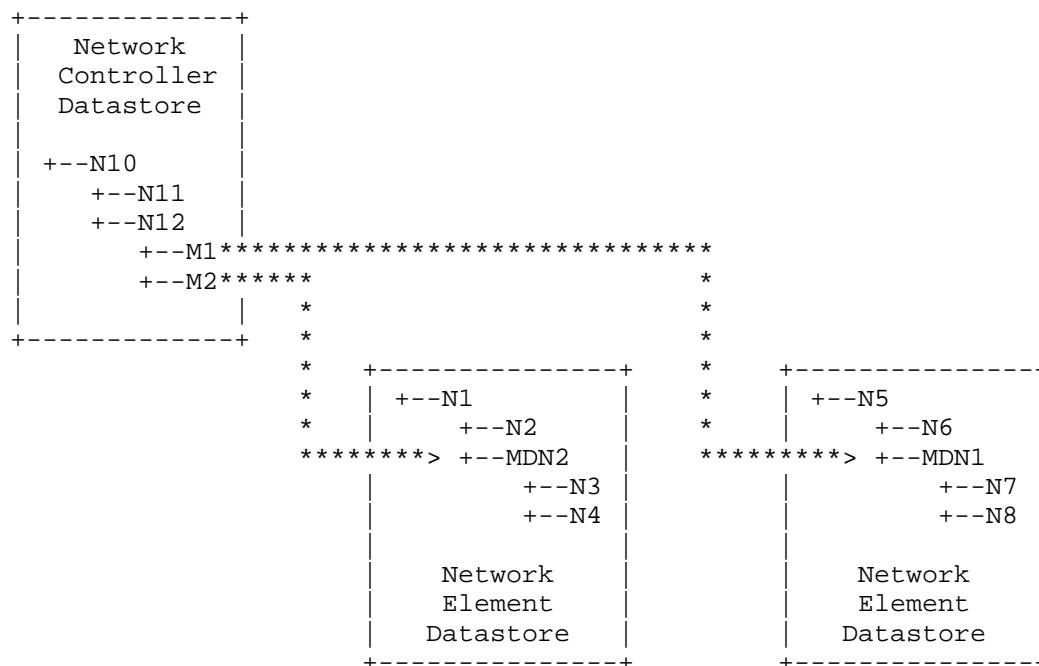 +-------------+
|   Network   |
|  Controller |
|  Datastore  |
|             |
| +--N10      |
|    +--N11   |
|    +--N12   |
|       +--M1*******************************
|       +--M2******                        *
|             |   *                        *
+-------------+   *                        *
                  *   +---------------+    *    +----------------
                  *   | +--N1         |    *    | +--N5
                  *   |     +--N2     |    *    |     +--N6
                  ********> +--MDN2   |    *********> +--MDN1
                      |         +--N3 |         |         +--N7
                      |         +--N4 |         |         +--N8
                      |               |         |
                      |    Network    |         |    Network
                      |    Element    |         |    Element
                      |   Datastore   |         |   Datastore
                      +---------------+         +----------------